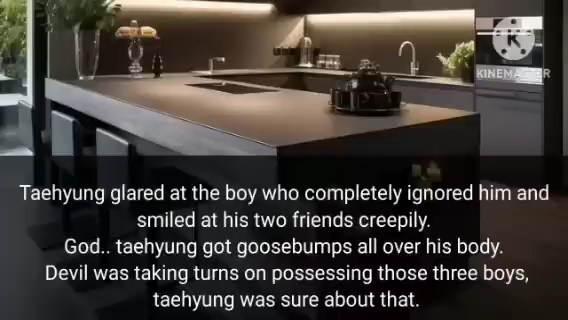 KINEMASTER
Taehyung glared at the boy who completely ignored him and
smiled at his two friends creepily.
God.. taehyung got goosebumps all over his body.
Devil was taking turns on possessing those three boys,
taehyung was sure about that.